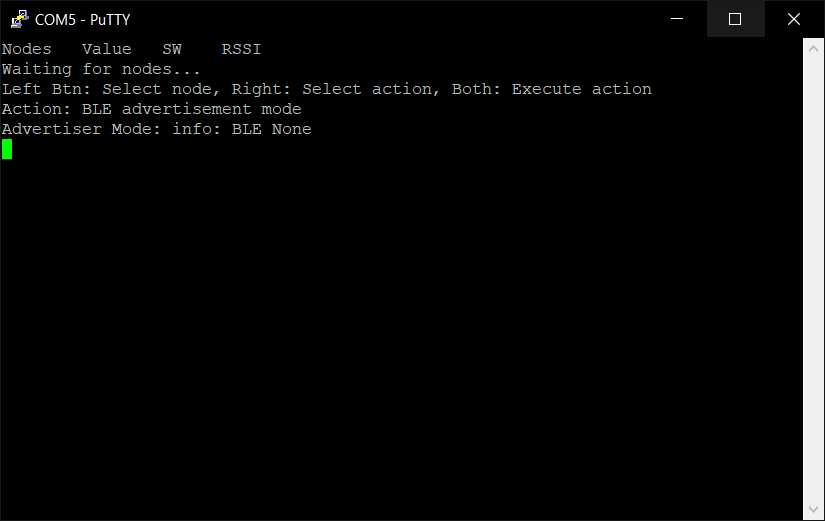 COM5 - PuTTY
Nodes   Value   SW    RSSI
Waiting for nodes...
Left Btn: Select node, Right: Select action, Both: Execute action
Action: BLE advertisement mode
Advertiser Mode: info: BLE None